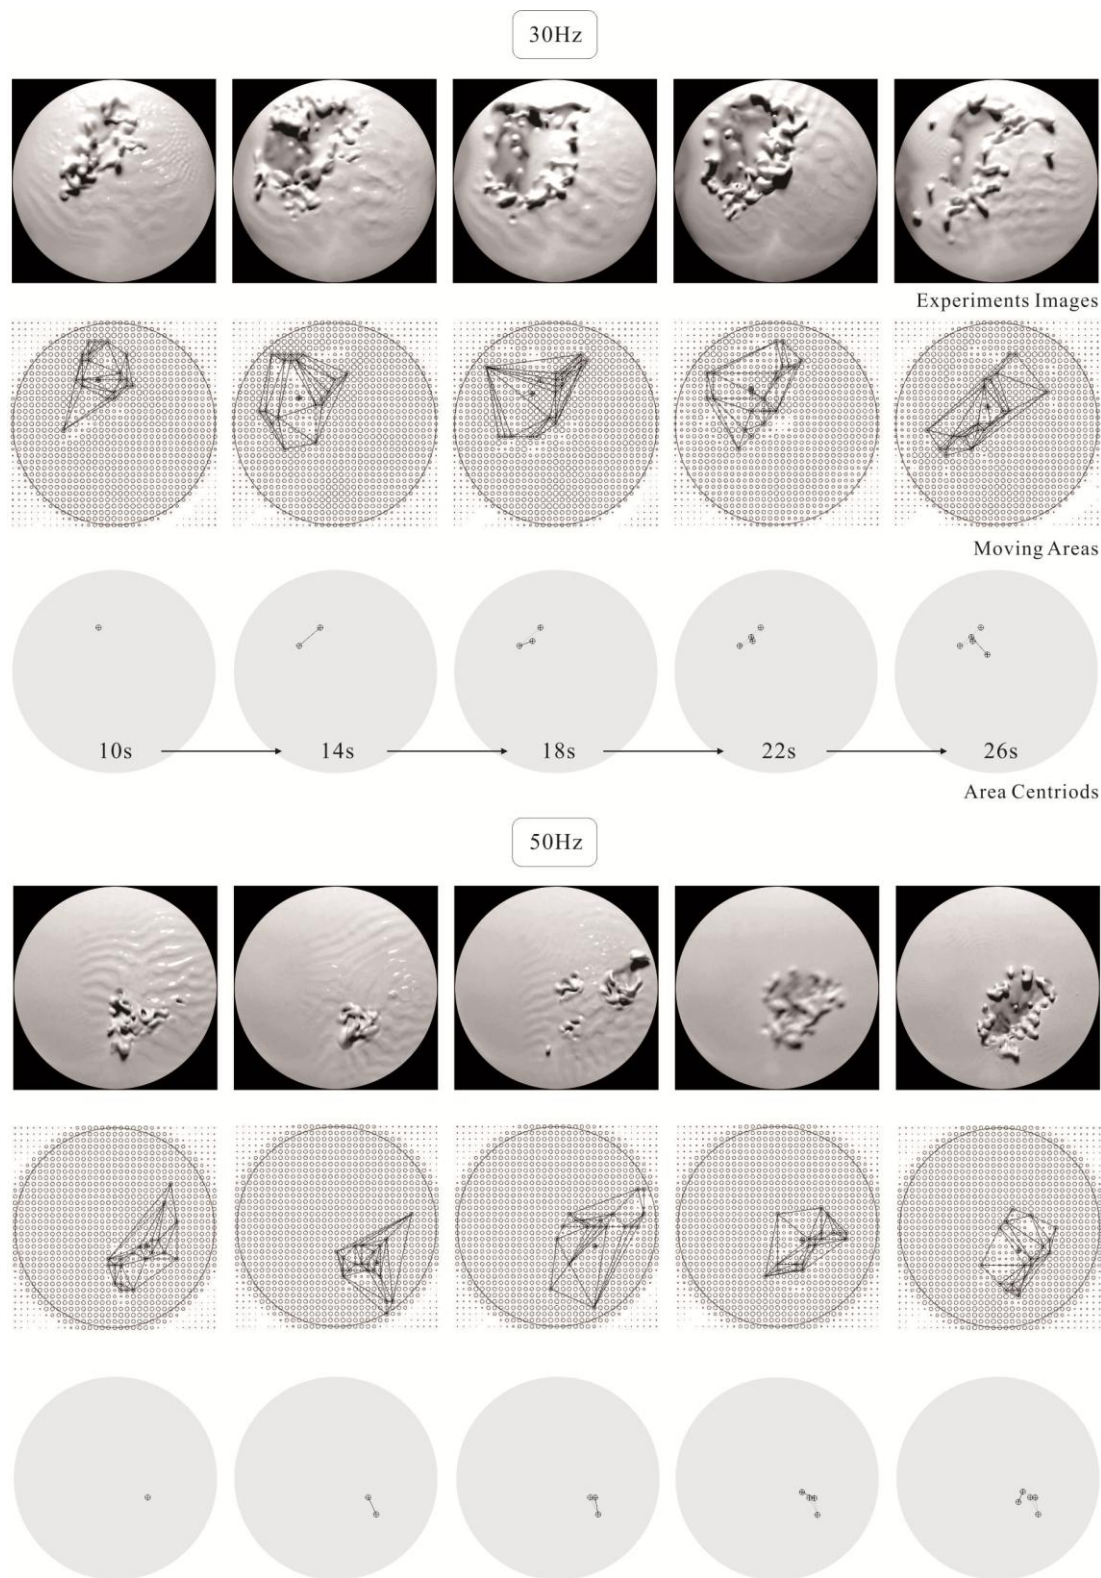 30Hz
Experiments Images
Moving Areas
10s
14s
18s
22s
26s
Area Centriods
50Hz